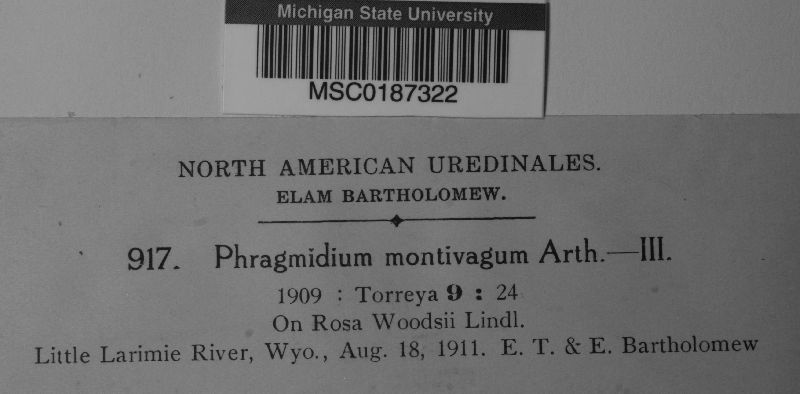 Michigan State University
MSC0187322
NORTH AMERICAN UREDINALES.
ELAM BARTHOLOMEW.
917. Phragmidium montivagum Arth.—III.
1909 : Torreya 9 : 24
On Rosa Woodsii Lindl.
Little Larimie River, Wyo., Aug. 18, 1911. E. T. & E. Bartholomew